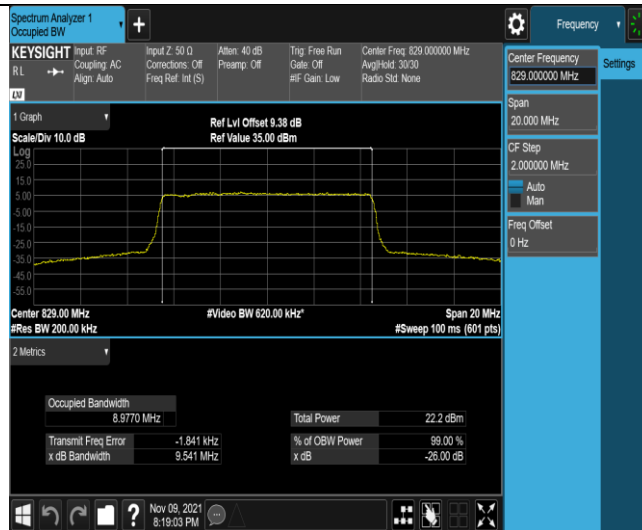 Spectrum Analyzer 1
Occupied BW
+
Frequency
KEYSIGHT
R L
LXI
Input: RF
Coupling: AC
Align: Auto
Input Z: 50 Ω
Corrections: Off
Freq Ref: Int (S)
Atten: 40 dB
Preamp: Off
Trig: Free Run
Gate: Off
#IF Gain: Low
Center Freq: 829.000000 MHz
Avg|Hold: 30/30
Radio Std: None
Center Frequency
829.000000 MHz
Settings
Span
20.000 MHz
CF Step
2.000000 MHz
Auto
Man
Freq Offset
0 Hz
1 Graph
Scale/Div 10.0 dB
Ref Lvl Offset 9.38 dB
Ref Value 35.00 dBm
Log
25.0
15.0
5.00
-5.00
-15.0
-25.0
-35.0
-45.0
-55.0
Center 829.00 MHz
#Res BW 200.00 kHz
#Video BW 620.00 kHz*
Span 20 MHz
#Sweep 100 ms (601 pts)
2 Metrics
Occupied Bandwidth
8.9770 MHz
Total Power 22.2 dBm
Transmit Freq Error -1.841 kHz
% of OBW Power 99.00 %
x dB Bandwidth 9.541 MHz
x dB -26.00 dB
?
Nov 09, 2021
8:19:03 PM